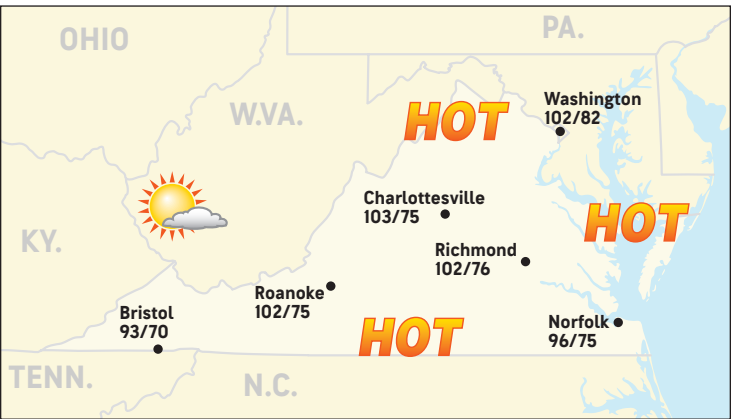 OHIO
PA.
W.VA.
HOT
Washington
102/82
Charlottesville
103/75
HOT
KY.
Richmond
102/76
Roanoke
102/75
Bristol
93/70
HOT
Norfolk
96/75
TENN.
N.C.